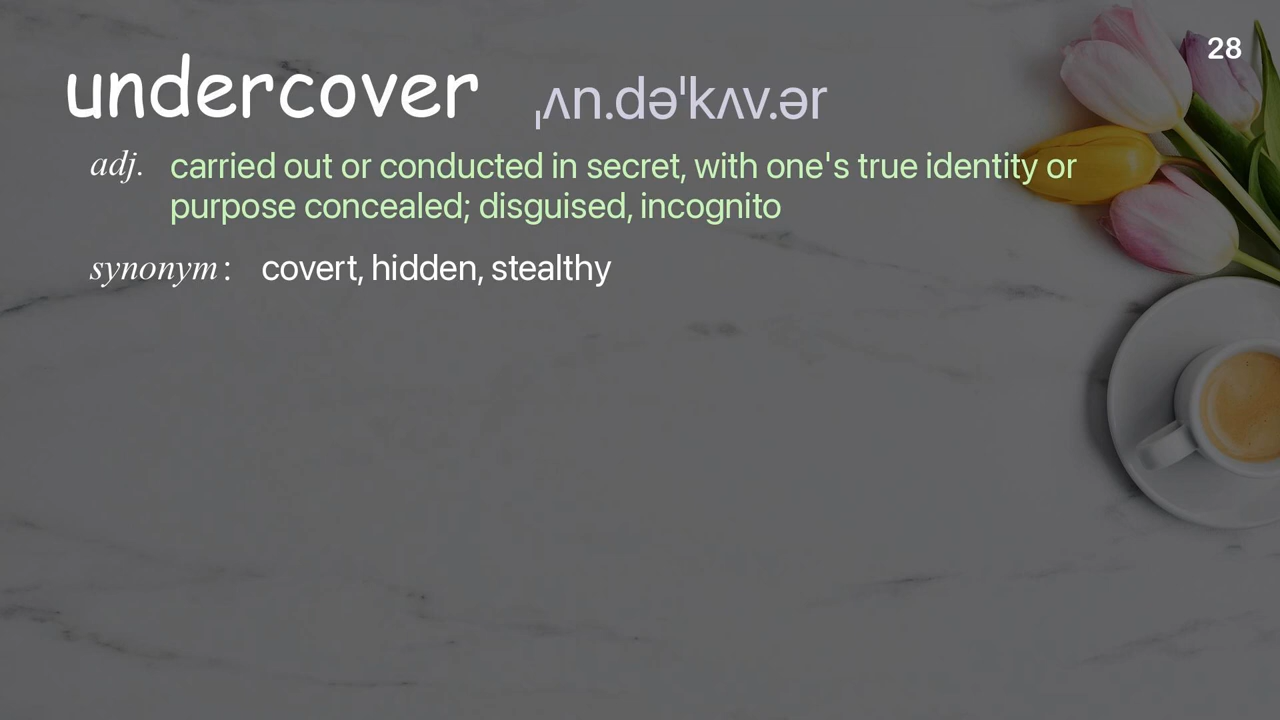 28
undercover ˌʌn.dəˈkʌv.ər
adj. carried out or conducted in secret, with one's true identity or
purpose concealed; disguised, incognito
synonym: covert, hidden, stealthy